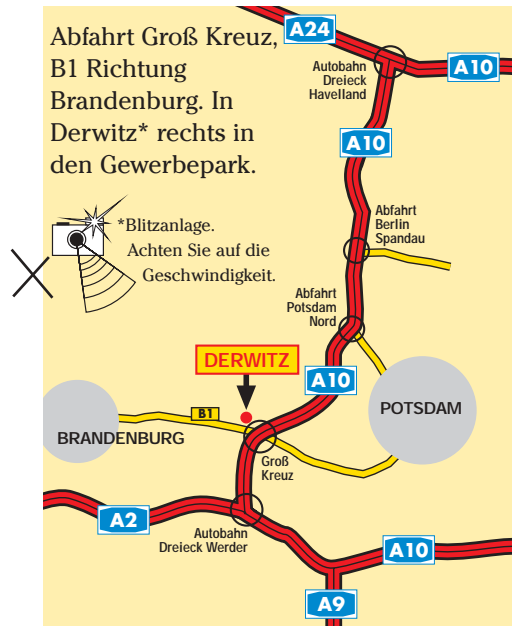 Abfahrt Groß Kreuz,
B1 Richtung
Brandenburg. In
Derwitz* rechts in
den Gewerbepark.
*Blitzanlage.
Achten Sie auf die
Geschwindigkeit.
A24
A10
Autobahn
Dreieck
Havelland
A10
Abfahrt
Berlin
Spandau
Abfahrt
Potsdam
Nord
DERWITZ
A10
POTSDAM
B1
BRANDENBURG
Groß
Kreuz
A2
Autobahn
Dreieck Werder
A10
A9